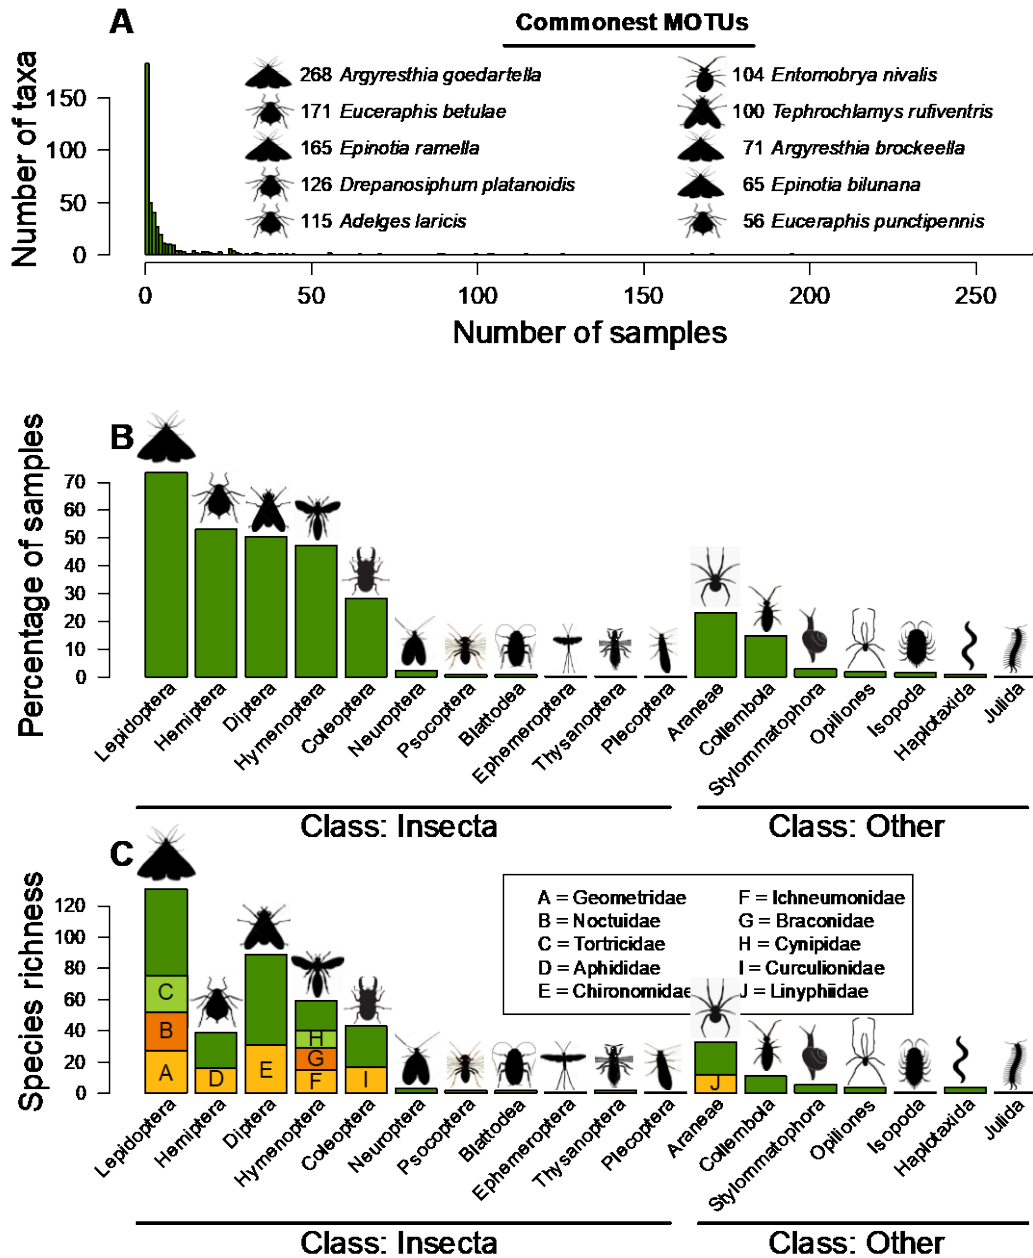 A
Commonest MOTUs
Number of taxa
150
100
50
0
268 Argyresthia goedartella
171 Euceraphis betulae
165 Epinotia ramella
126 Drepanosiphum platanoidis
115 Adelges laricis
104 Entomobrya nivalis
100 Tephrochlamys rufiventris
71 Argyresthia brockeella
65 Epinotia bilunana
56 Euceraphis punctipennis
0 50 100 150 200 250
Number of samples
B
Percentage of samples
70
60
50
40
30
20
10
0
Lepidoptera
Hemiptera
Diptera
Hymenoptera
Coleoptera
Neuroptera
Psocoptera
Blattodea
Ephemeroptera
Thysanoptera
Plecoptera
Araneae
Collembola
Stylommatophora
Opiliones
Isopoda
Haplotaxida
Julida
Class: Insecta
Class: Other
C
Species richness
120
100
80
60
40
20
0
A = Geometridae
B = Noctuidae
C = Tortricidae
D = Aphididae
E = Chironomidae
F = Ichneumonidae
G = Braconidae
H = Cynipidae
I = Curculionidae
J = Linyphiidae
C
B
A
D
E
H
G
F
I
J
Lepidoptera
Hemiptera
Diptera
Hymenoptera
Coleoptera
Neuroptera
Psocoptera
Blattodea
Ephemeroptera
Thysanoptera
Plecoptera
Araneae
Collembola
Stylommatophora
Opiliones
Isopoda
Haplotaxida
Julida
Class: Insecta
Class: Other